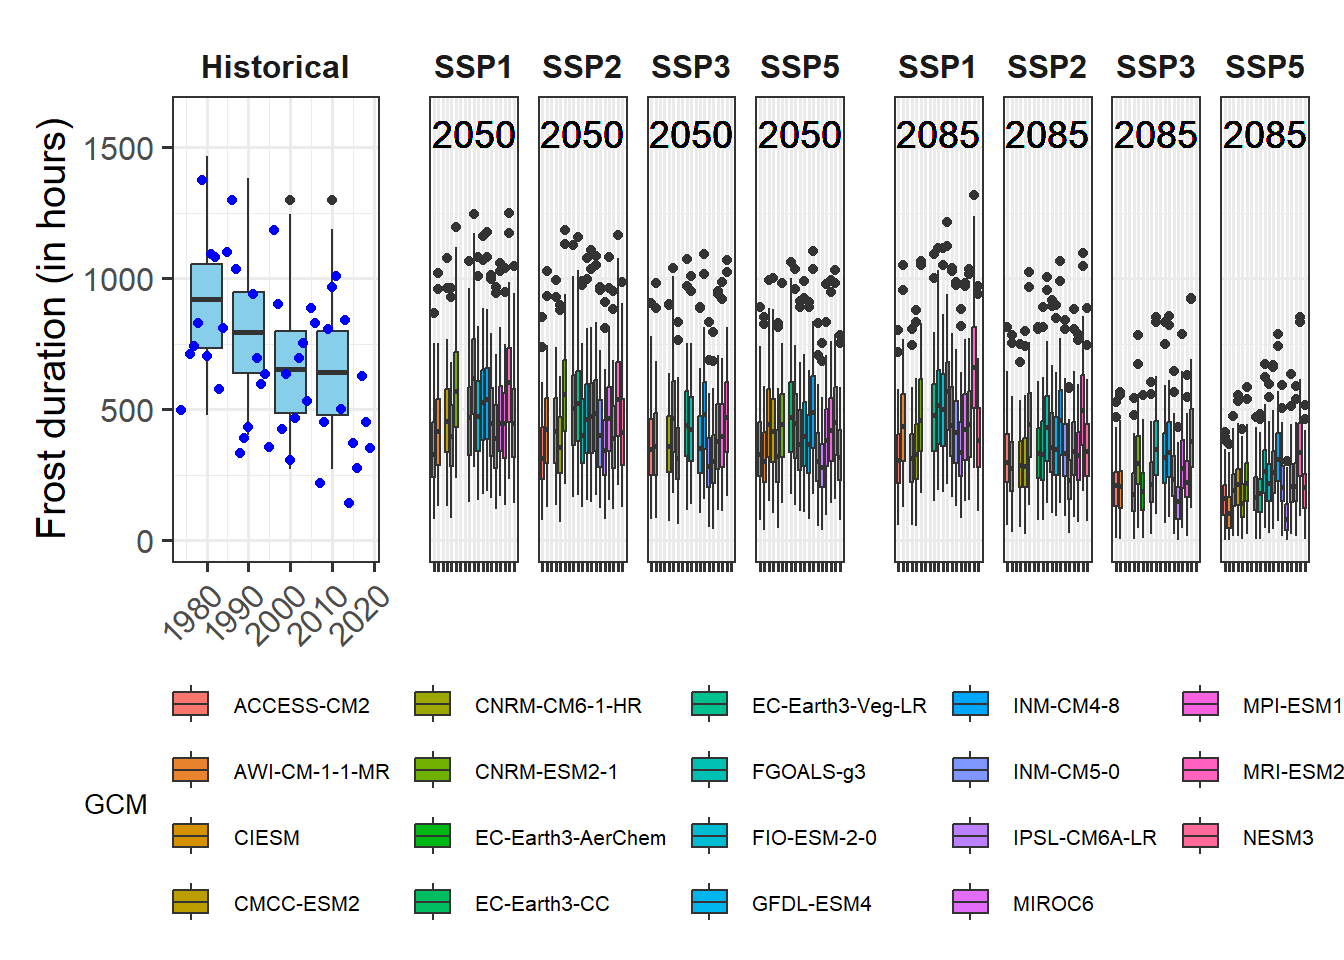 Historical SSP1 SSP2 SSP3 SSP5 SSP1 SSP2 SSP3 SSP5
2050 2050 2050 2050 2085 2085 2085 2085
Frost duration (in hours)
1500
1000
500
0
1980 1990 2000 2010 2020
GCM
ACCESS-CM2 CNRM-CM6-1-HR EC-Earth3-Veg-LR INM-CM4-8 MPI-ESM1
AWI-CM-1-1-MR CNRM-ESM2-1 FGOALS-g3 INM-CM5-0 MRI-ESM2
CIESM EC-Earth3-AerChem FIO-ESM-2-0 IPSL-CM6A-LR NESM3
CMCC-ESM2 EC-Earth3-CC GFDL-ESM4 MIROC6